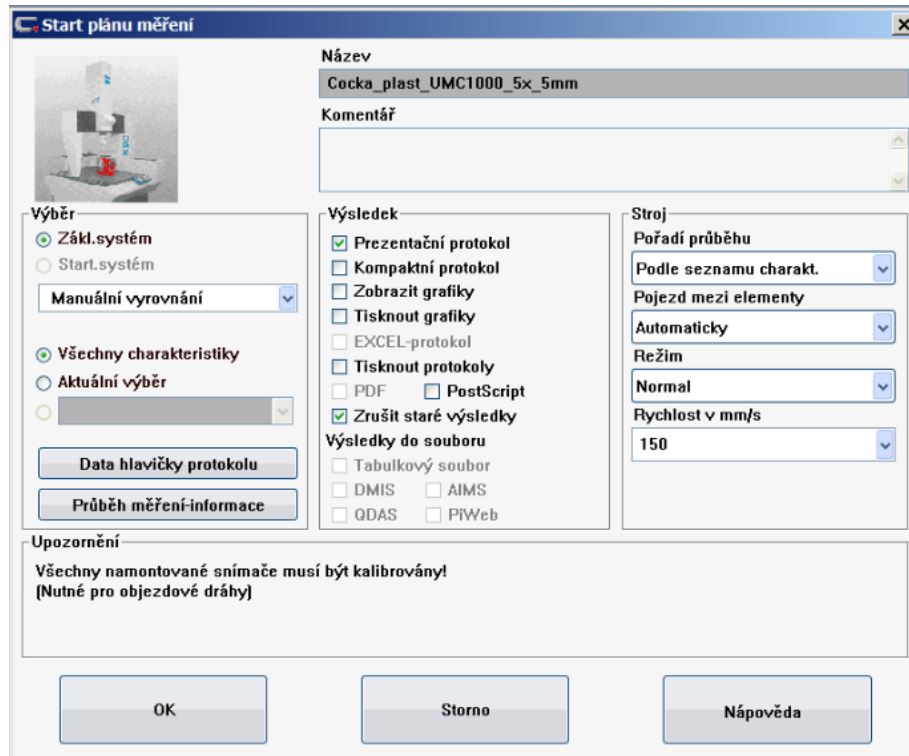 Start plánu měření
Název
Cocka_plast_UMC1000_5x_5mm
Komentář
Výběr
Zákl.systém
Start.systém
Manuální vyrovnání
Všechny charakteristiky
Aktuální výběr
Data hlavičky protokolu
Průběh měření-informace
Výsledek
Prezentační protokol
Kompaktní protokol
Zobrazit grafiky
Tisknout grafiky
EXCEL-protokol
Tisknout protokoly
PDF PostScript
Zrušit staré výsledky
Výsledky do souboru
Tabulkový soubor
DMIS AIMS
QDAS PiWeb
Stroj
Pořadí průběhu
Podle seznamu charakt.
Pojezd mezi elementy
Automaticky
Režim
Normal
Rychlost v mm/s
150
Upozornění
Všechny namontované snímače musí být kalibrovány!
(Nutné pro objezdové dráhy)
OK
Storno
Nápověda